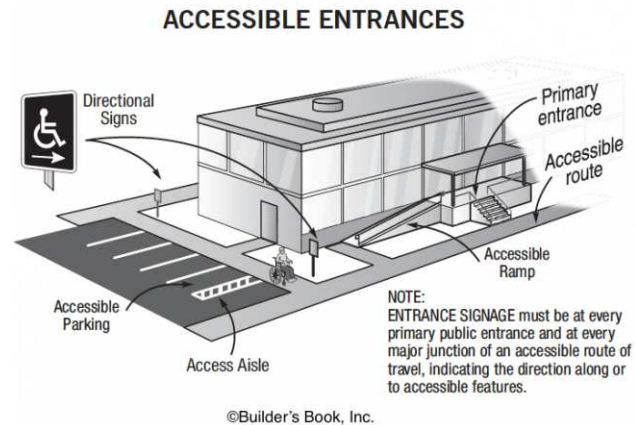 ACCESSIBLE ENTRANCES
Directional
Signs
Primary
entrance
Accessible
route
Accessible
Ramp
Accessible
Parking
Access Aisle
NOTE:
ENTRANCE SIGNAGE must be at every
primary public entrance and at every
major junction of an accessible route of
travel, indicating the direction along or
to accessible features.
©Builder's Book, Inc.